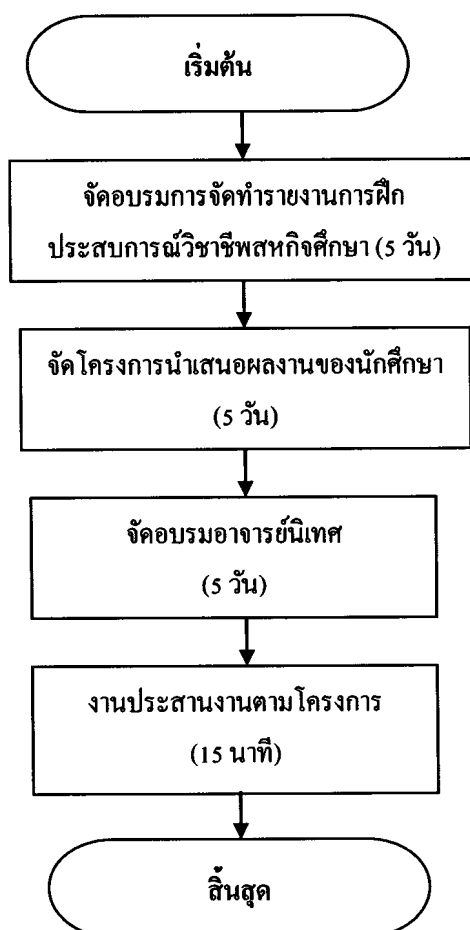 เริ่มต้น
จัดอบรมการจัดทำรายงานการฝึก
ประสบการณ์วิชาชีพสหกิจศึกษา (5 วัน)
จัดโครงการนำเสนอผลงานของนักศึกษา
(5 วัน)
จัดอบรมอาจารย์นิเทศ
(5 วัน)
งานประสานงานตามโครงการ
(15 นาที)
สิ้นสุด